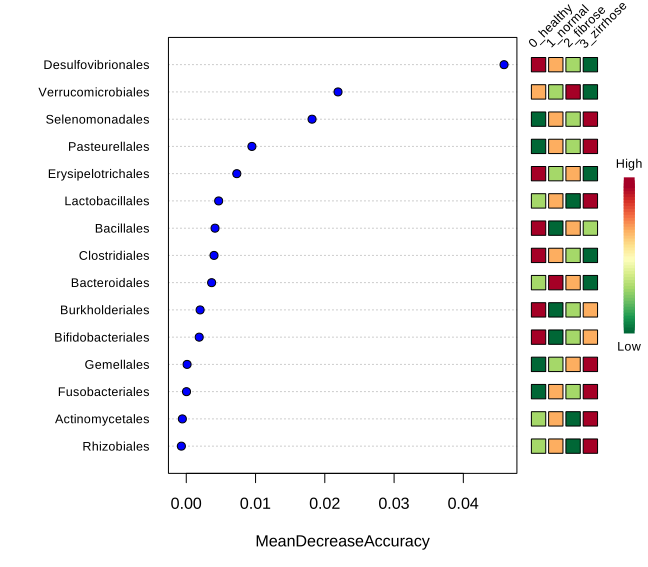 0_healthy
1_normal
2_fibrose
3_zirrhose
Desulfovibrionales
Verrucomicrobiales
Selenomonadales
Pasteurellales
Erysipelotrichales
Lactobacillales
Bacillales
Clostridiales
Bacteroidales
Burkholderiales
Bifidobacteriales
Gemellales
Fusobacteriales
Actinomycetales
Rhizobiales
High
Low
0.00 0.01 0.02 0.03 0.04
MeanDecreaseAccuracy